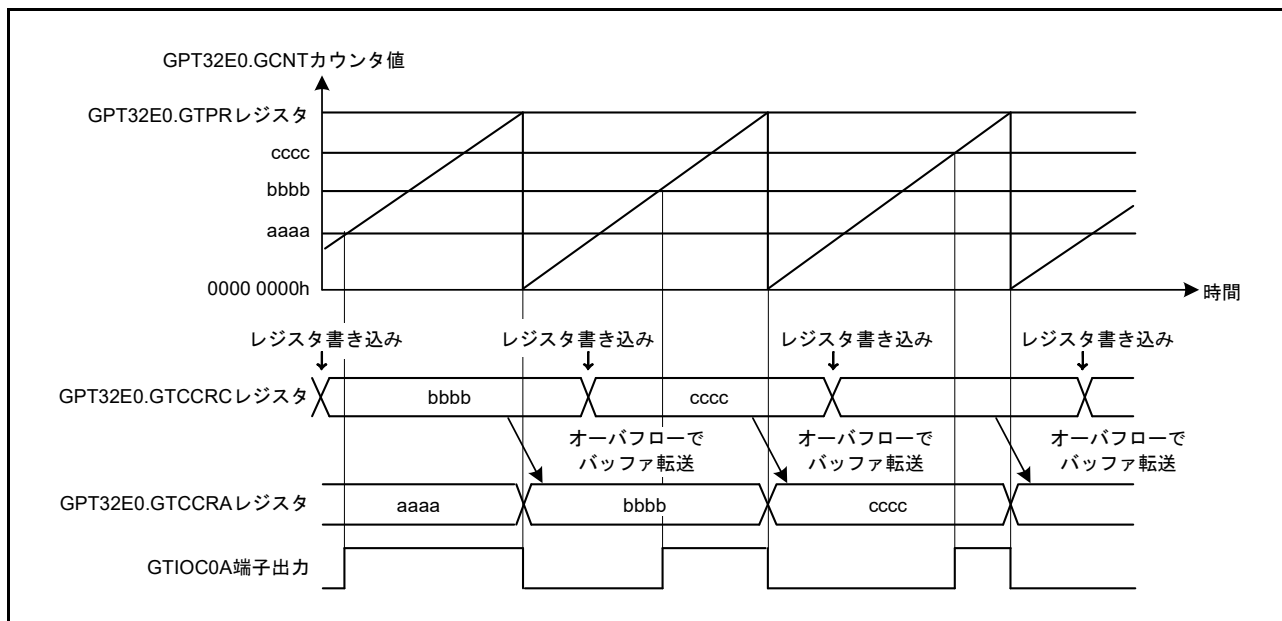 GPT32E0.GCNTカウンタ値
GPT32E0.GTPRレジスタ
cccc
bbbb
aaaa
0000 0000h
時間
レジスタ書き込み
レジスタ書き込み
レジスタ書き込み
レジスタ書き込み
GPT32E0.GTCCRCレジスタ
bbbb
cccc
オーバフローで
バッファ転送
オーバフローで
バッファ転送
オーバフローで
バッファ転送
GPT32E0.GTCCRAレジスタ
aaaa
bbbb
cccc
GTIOC0A端子出力